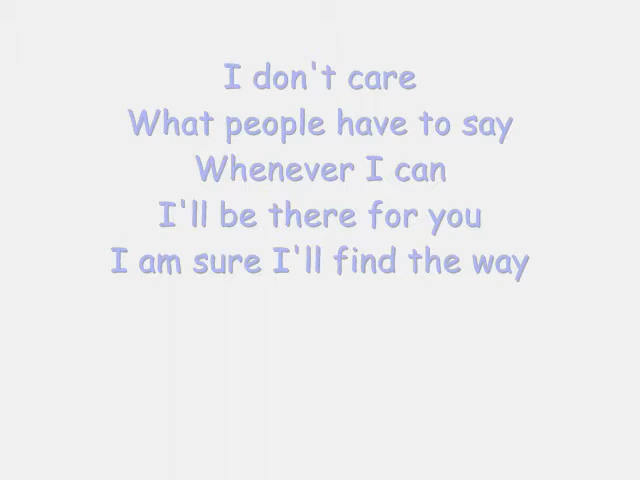 I don't care
What people have to say
Whenever I can
I'll be there for you
I am sure I'll find the way